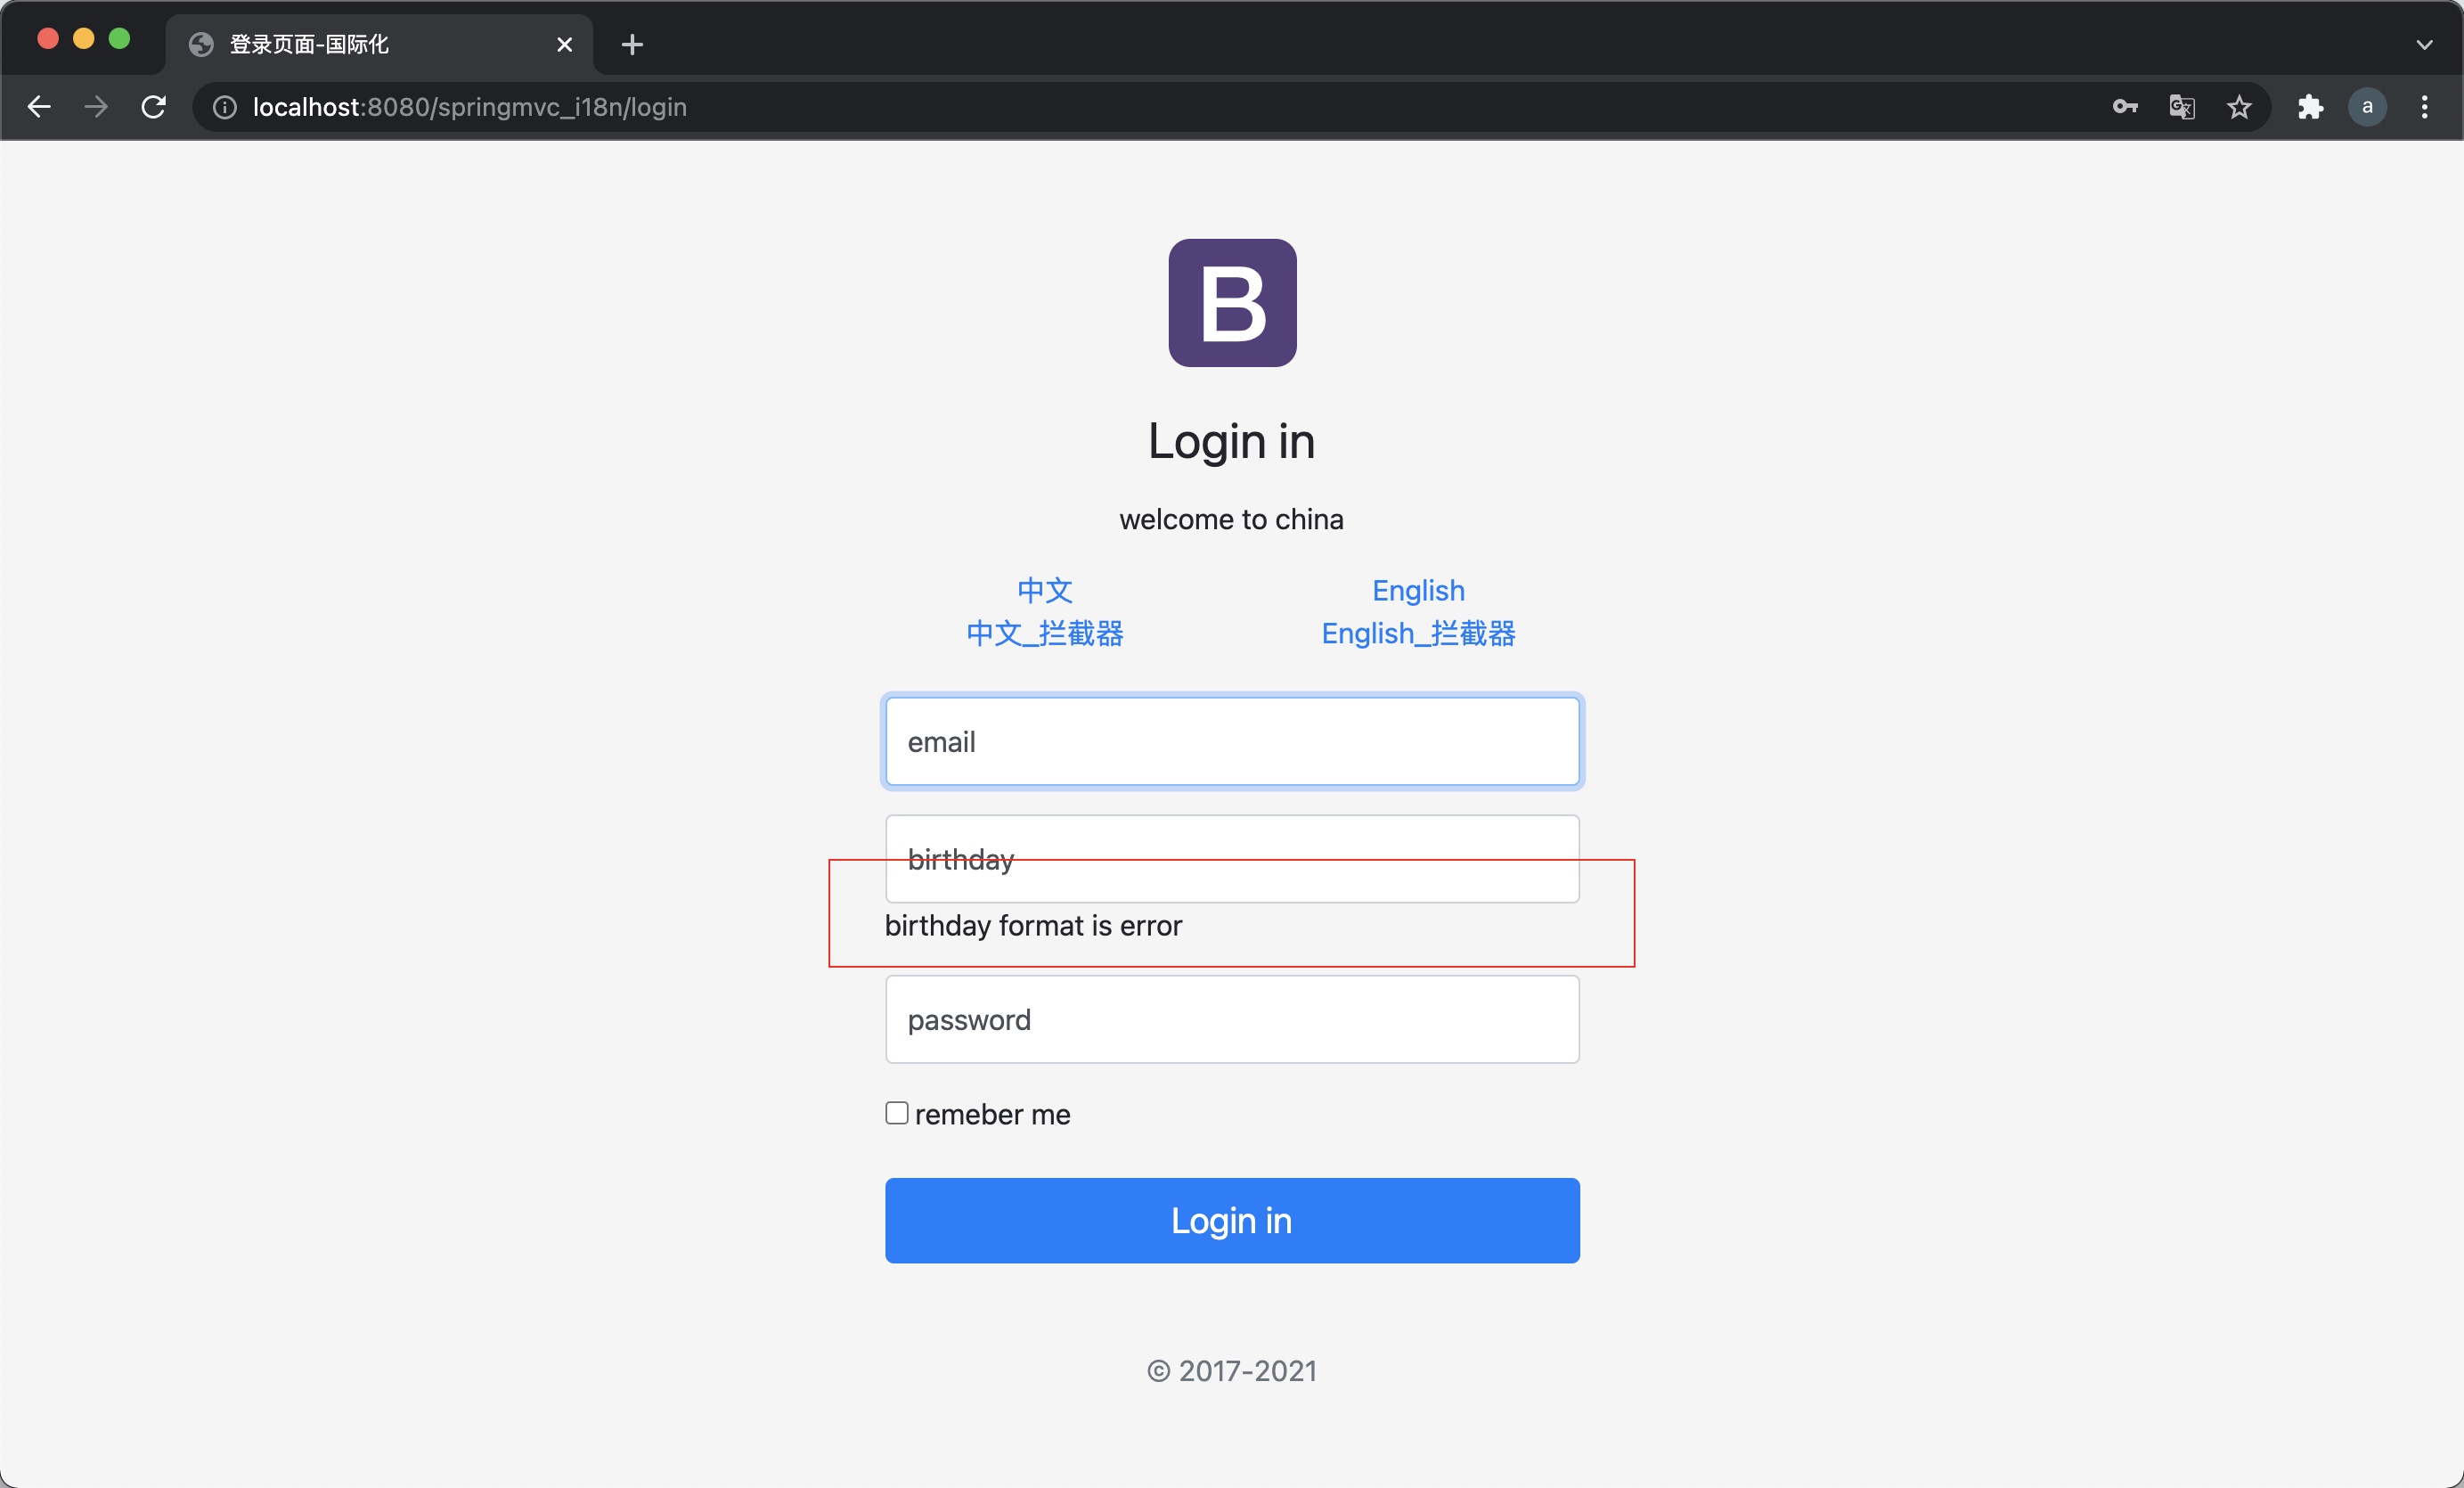 登录页面-国际化
localhost:8080/springmvc_i18n/login
a
B
Login in
welcome to china
中文 English
中文_拦截器 English_拦截器
email
birthday
birthday format is error
password
remeber me
Login in
© 2017-2021